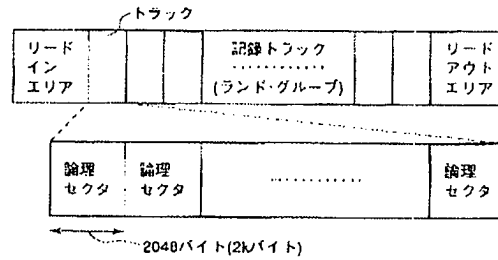 トラック
リード
イン
エリア
記録トラック
............
(ランド・グループ)
リード
アウト
エリア
論理
セクタ
論理
セクタ
............
論理
セクタ
2048バイト(2kバイト)